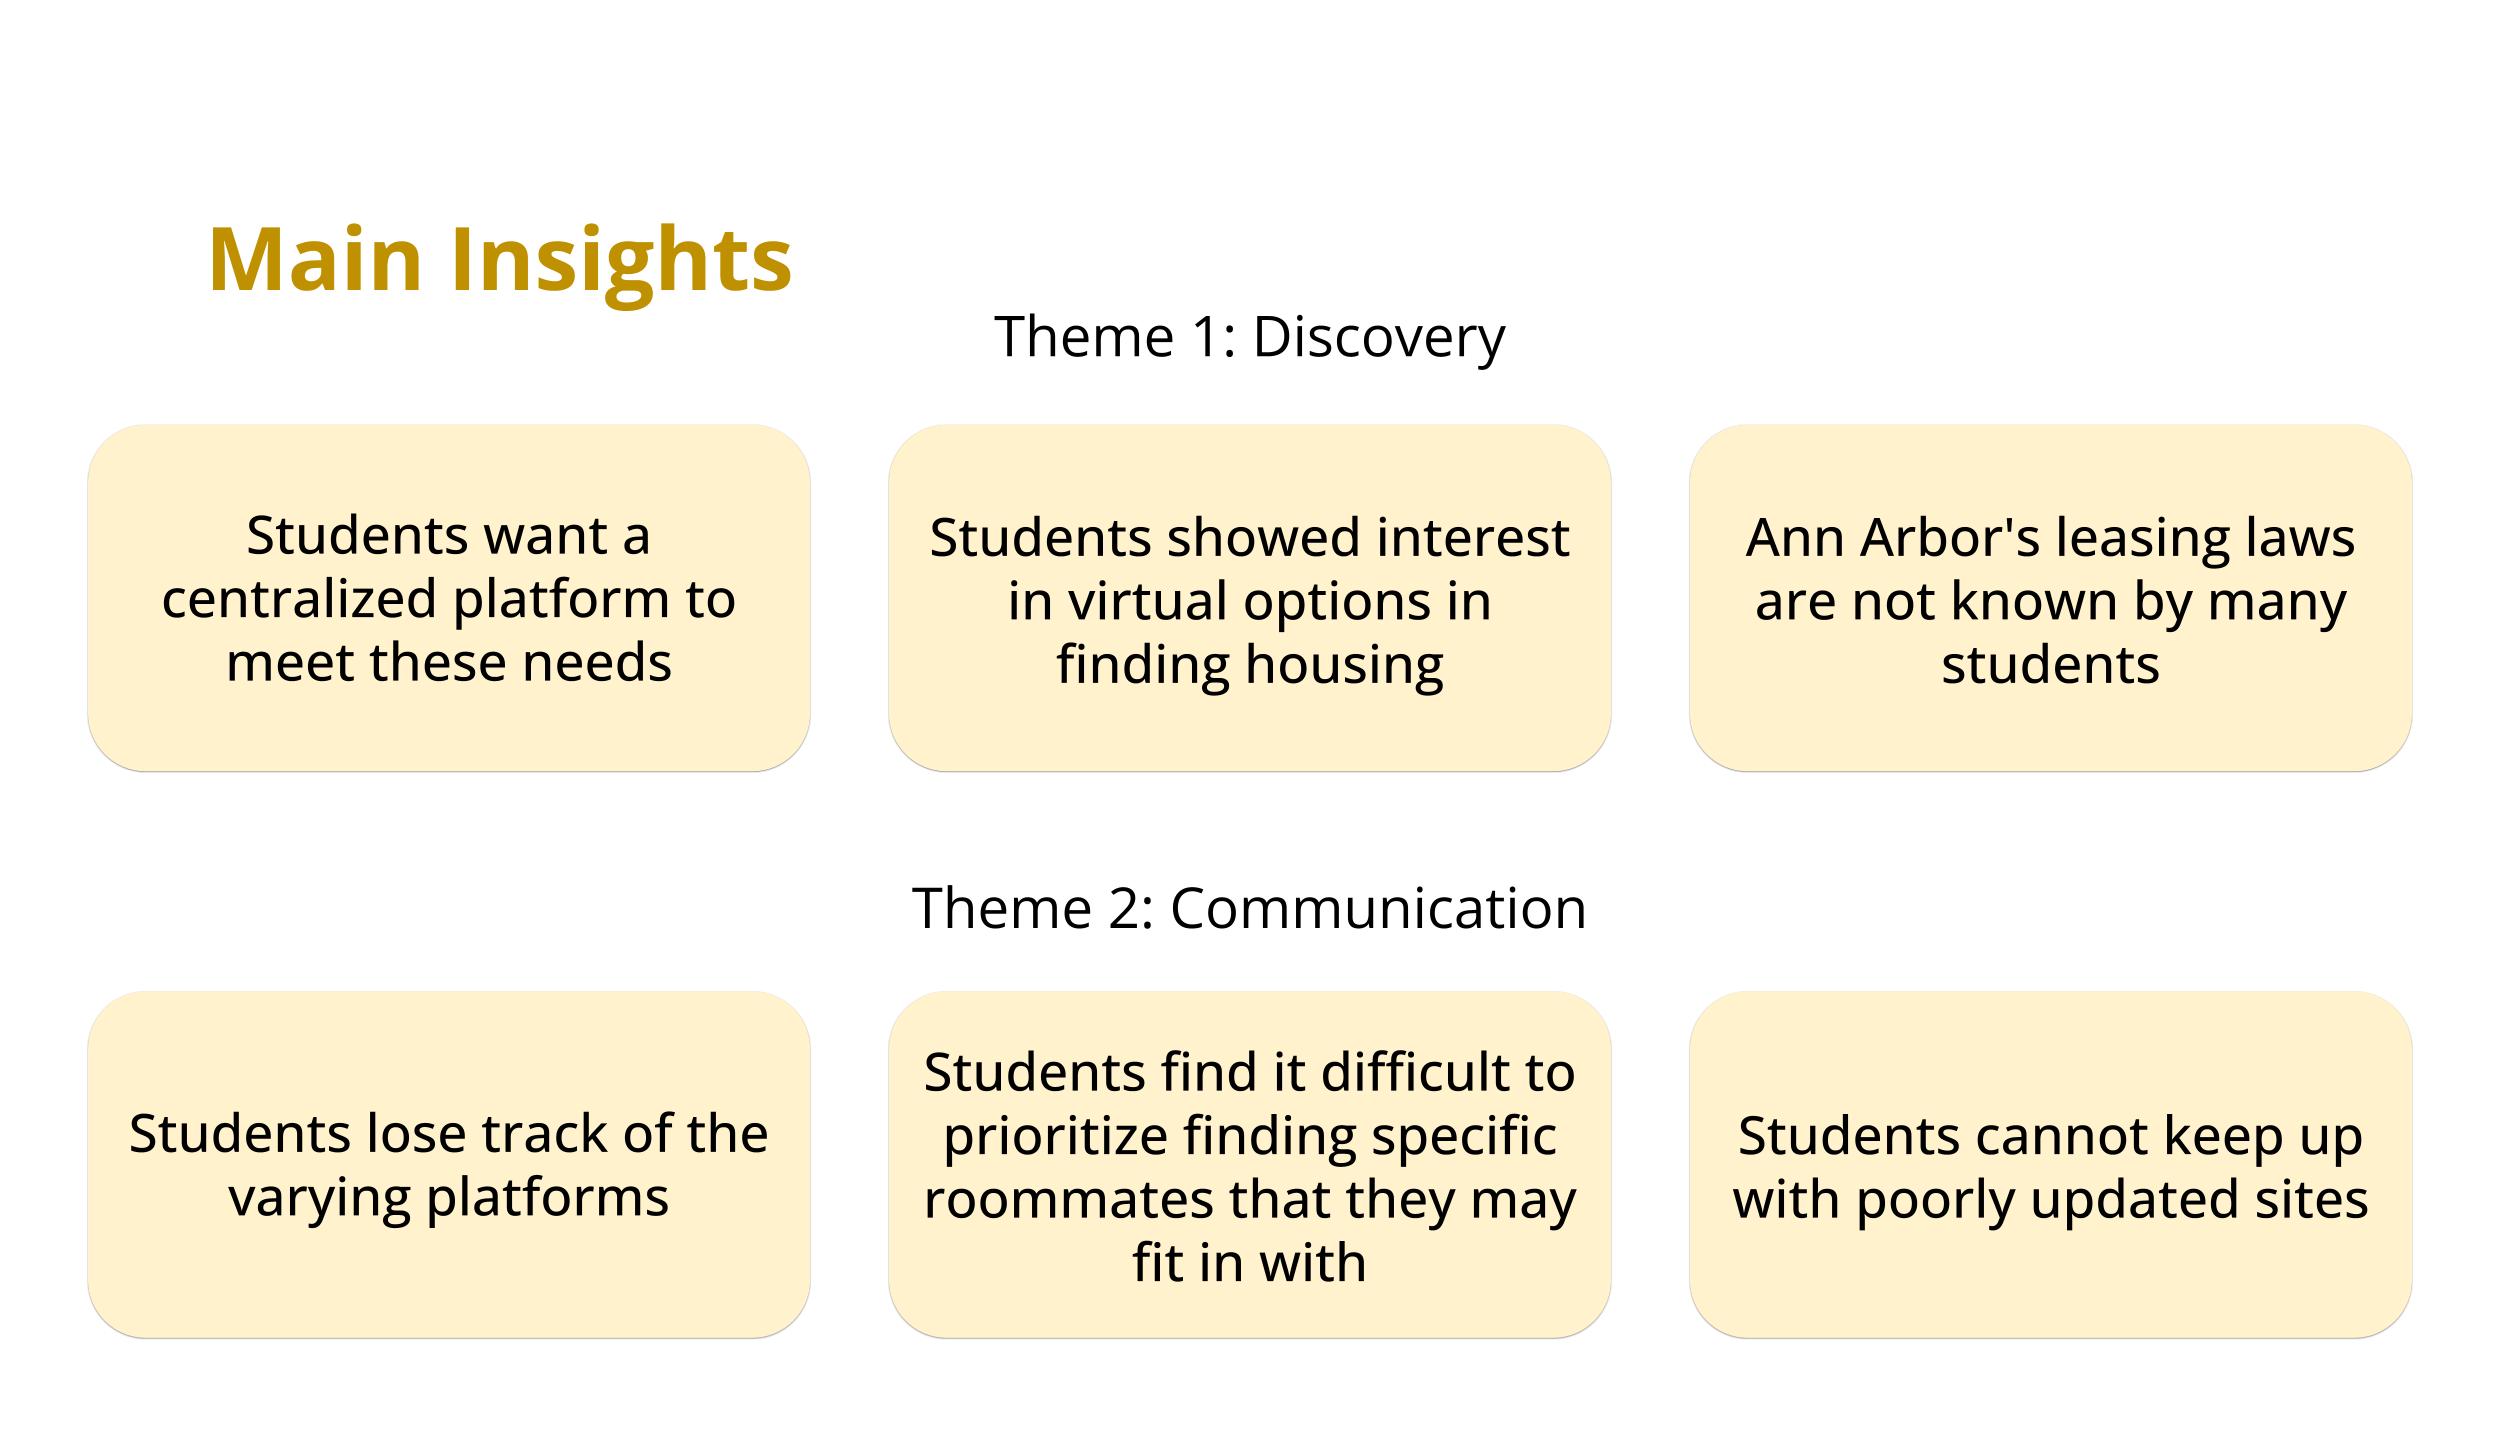 Main Insights
Theme 1: Discovery
Students want a
centralized platform to
meet these needs
Students showed interest
in virtual options in
finding housing
Ann Arbor's leasing laws
are not known by many
students
Theme 2: Communication
Students lose track of the
varying platforms
Students find it difficult to
prioritize finding specific
roommates that they may
fit in with
Students cannot keep up
with poorly updated sites